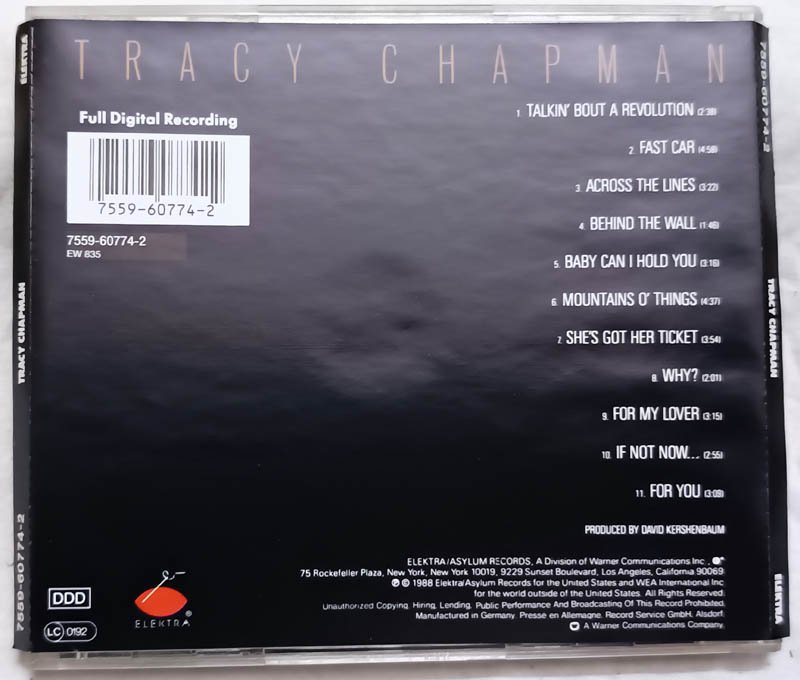 TRACY CHAPMAN
Full Digital Recording
7559-60774-2
7559-60774-2
EW 835
1. TALKIN' BOUT A REVOLUTION (2:38)
2. FAST CAR (4:58)
3. ACROSS THE LINES (3:22)
4. BEHIND THE WALL (1:46)
5. BABY CAN I HOLD YOU (3:16)
6. MOUNTAINS O' THINGS (4:37)
7. SHE'S GOT HER TICKET (3:54)
8. WHY? (2:01)
9. FOR MY LOVER (3:15)
10. IF NOT NOW... (2:55)
11. FOR YOU (3:09)
PRODUCED BY DAVID KERSHENBAUM
ELEKTRA/ASYLUM RECORDS, A Division of Warner Communications Inc.,
75 Rockefeller Plaza, New York, New York 10019, 9229 Sunset Boulevard, Los Angeles, California 90069.
℗ © 1988 Elektra/Asylum Records for the United States and WEA International Inc
for the world outside of the United States. All Rights Reserved.
Unauthorized Copying, Hiring, Lending, Public Performance And Broadcasting Of This Record Prohibited.
Manufactured in Germany. Presse en Allemagne. Record Service GmbH, Alsdorf.
A Warner Communications Company.
DDD
LC 0192
ELEKTRA ®
ELEKTRA
TRACY CHAPMAN
7559-60774-2
7559-60774-2
TRACY CHAPMAN
ELEKTRA